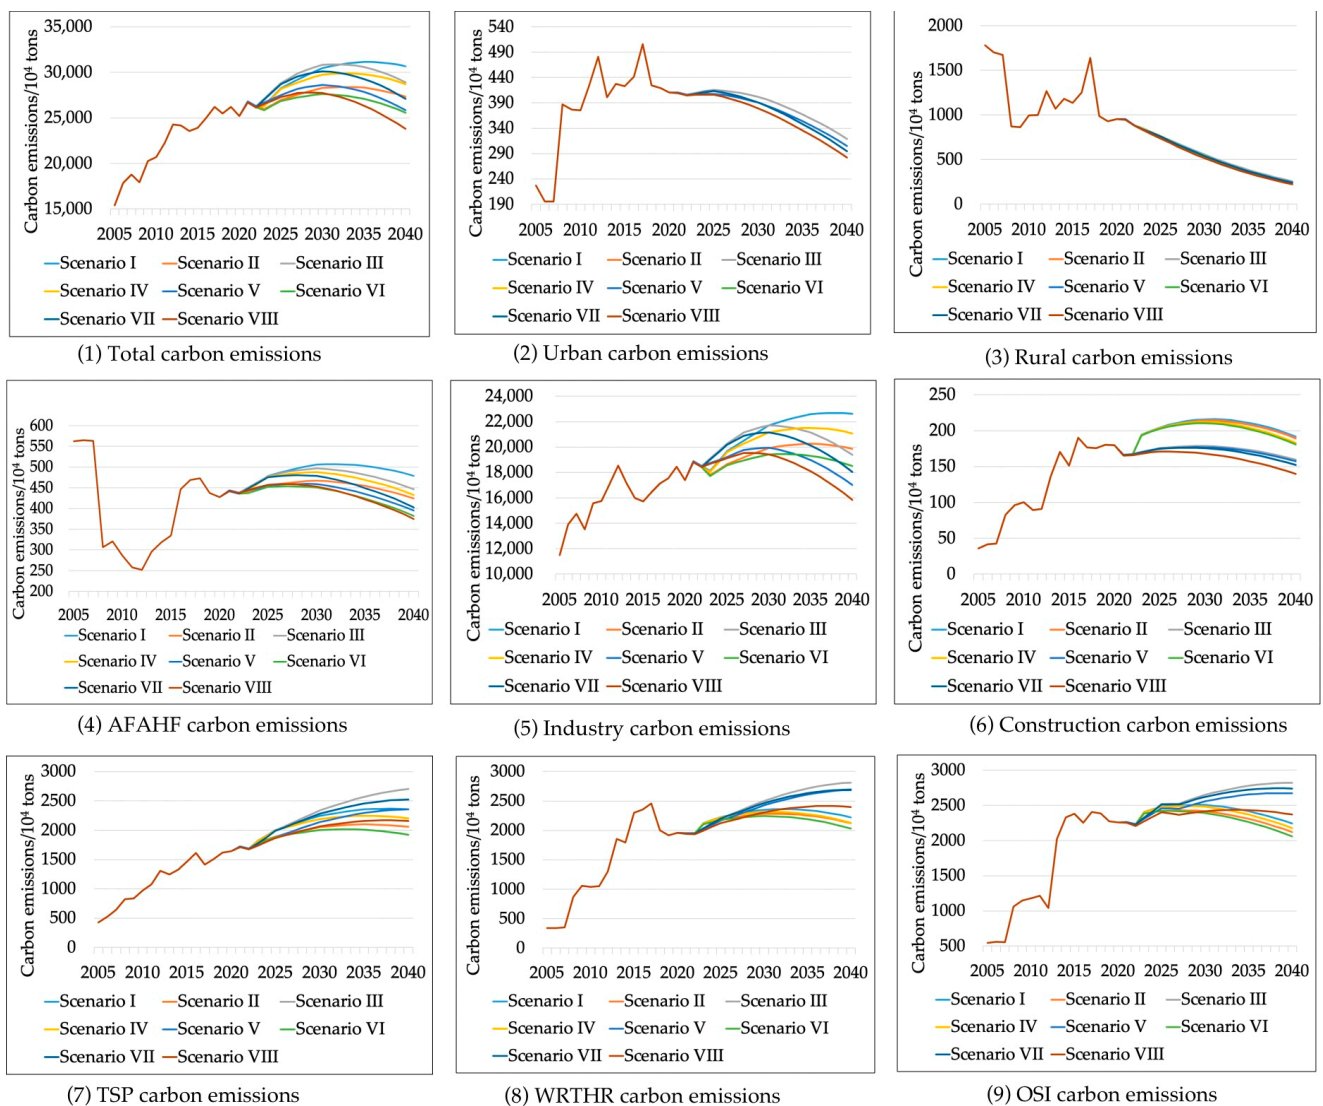 Carbon emissions/10⁴ tons
35,000
30,000
25,000
20,000
15,000
2005 2010 2015 2020 2025 2030 2035 2040
Scenario I Scenario II Scenario III
Scenario IV Scenario V Scenario VI
Scenario VII Scenario VIII
(1) Total carbon emissions
Carbon emissions/10⁴ tons
540
490
440
390
340
290
240
190
2005 2010 2015 2020 2025 2030 2035 2040
Scenario I Scenario II Scenario III
Scenario IV Scenario V Scenario VI
Scenario VII Scenario VIII
(2) Urban carbon emissions
Carbon emissions/10⁴ tons
2000
1500
1000
500
0
2005 2010 2015 2020 2025 2030 2035 2040
Scenario I Scenario II Scenario III
Scenario IV Scenario V Scenario VI
Scenario VII Scenario VIII
(3) Rural carbon emissions
Carbon emissions/10⁴ tons
600
550
500
450
400
350
300
250
200
2005 2010 2015 2020 2025 2030 2035 2040
Scenario I Scenario II Scenario III
Scenario IV Scenario V Scenario VI
Scenario VII Scenario VIII
(4) AFAHF carbon emissions
Carbon emissions/10⁴ tons
24,000
22,000
20,000
18,000
16,000
14,000
12,000
10,000
2005 2010 2015 2020 2025 2030 2035 2040
Scenario I Scenario II Scenario III
Scenario IV Scenario V Scenario VI
Scenario VII Scenario VIII
(5) Industry carbon emissions
Carbon emissions/10⁴ tons
250
200
150
100
50
0
2005 2010 2015 2020 2025 2030 2035 2040
Scenario I Scenario II Scenario III
Scenario IV Scenario V Scenario VI
Scenario VII Scenario VIII
(6) Construction carbon emissions
Carbon emissions/10⁴ tons
3000
2500
2000
1500
1000
500
0
2005 2010 2015 2020 2025 2030 2035 2040
Scenario I Scenario II Scenario III
Scenario IV Scenario V Scenario VI
Scenario VII Scenario VIII
(7) TSP carbon emissions
Carbon emissions/10⁴ tons
3000
2500
2000
1500
1000
500
0
2005 2010 2015 2020 2025 2030 2035 2040
Scenario I Scenario II Scenario III
Scenario IV Scenario V Scenario VI
Scenario VII Scenario VIII
(8) WRTHR carbon emissions
Carbon emissions/10⁴ tons
3000
2500
2000
1500
1000
500
2005 2010 2015 2020 2025 2030 2035 2040
Scenario I Scenario II Scenario III
Scenario IV Scenario V Scenario VI
Scenario VII Scenario VIII
(9) OSI carbon emissions